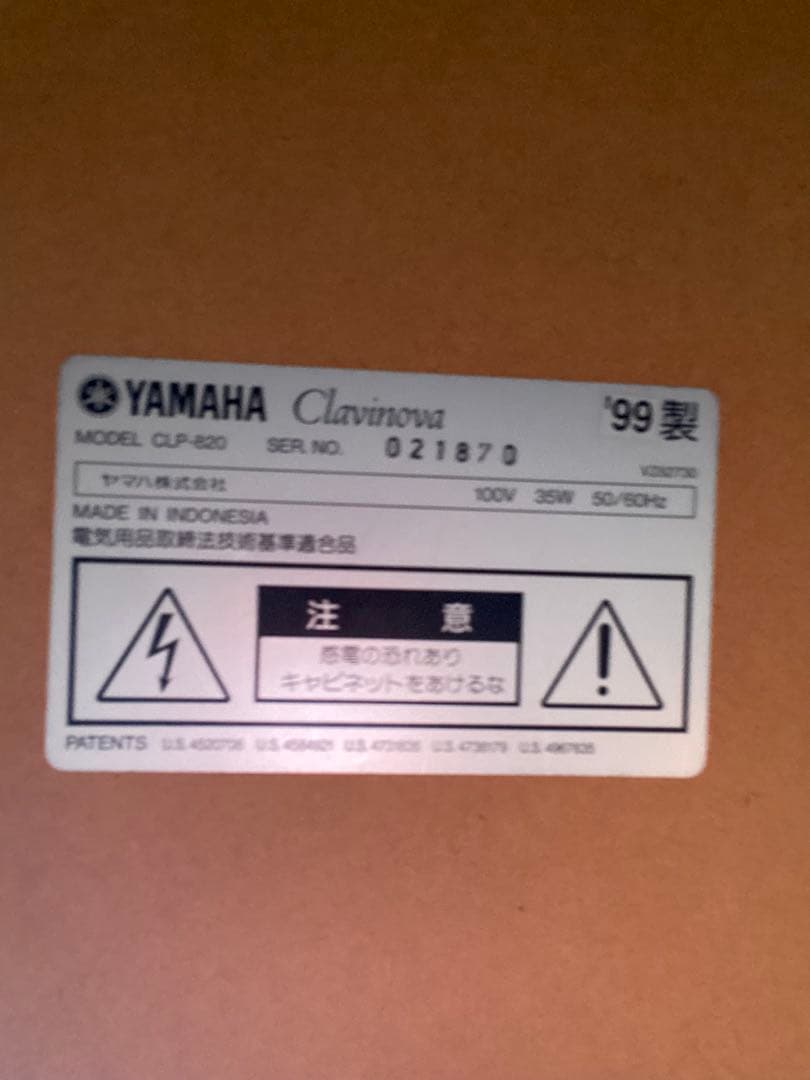 YAMAHA Clavinova '99 製
MODEL CLP-820 SER. NO. 021870
ヤマハ株式会社 100V 35W 50/60Hz
MADE IN INDONESIA
電気用品取締法技術基準適合品
注意
感電の恐れあり
キャビネットをあけるな
PATENTS U.S. U.S. U.S. U.S. U.S.